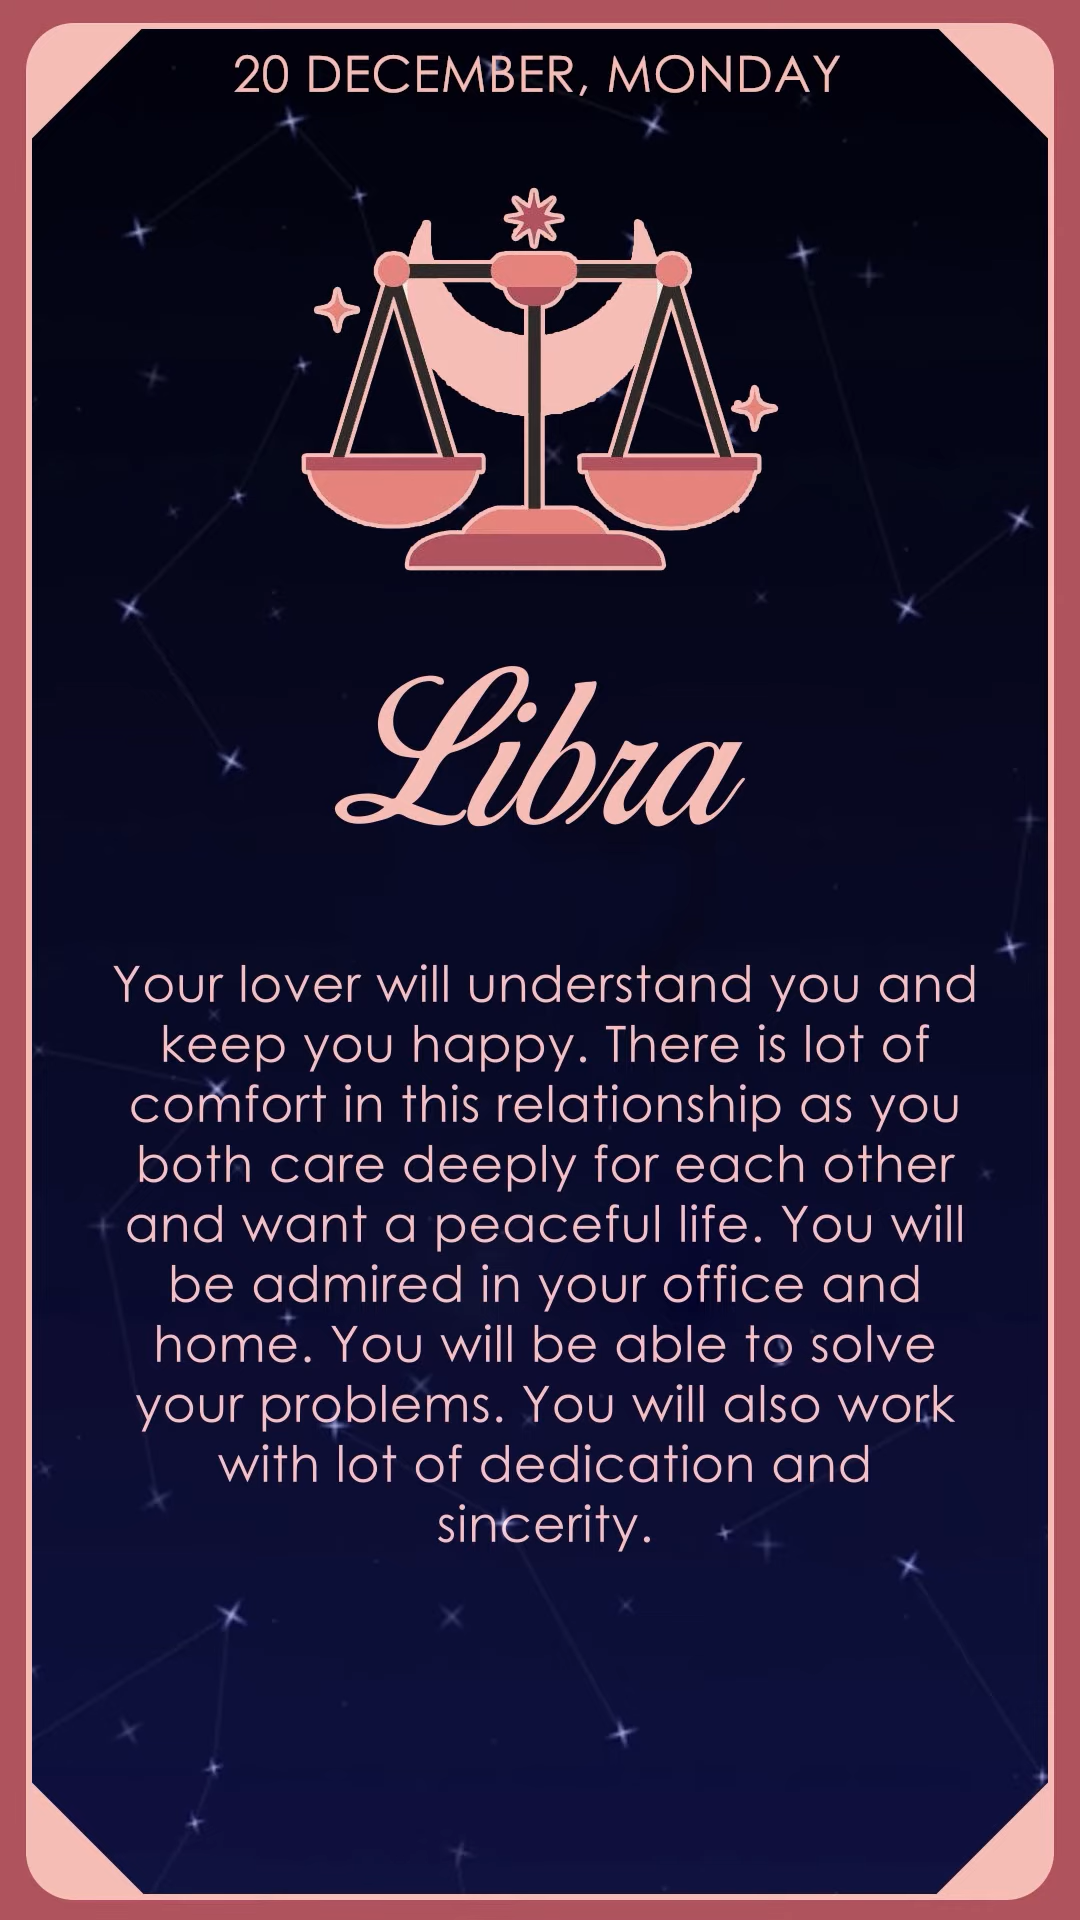 20 DECEMBER, MONDAY
Libra
Your lover will understand you and
keep you happy. There is lot of
comfort in this relationship as you
both care deeply for each other
and want a peaceful life. You will
be admired in your office and
home. You will be able to solve
your problems. You will also work
with lot of dedication and
sincerity.